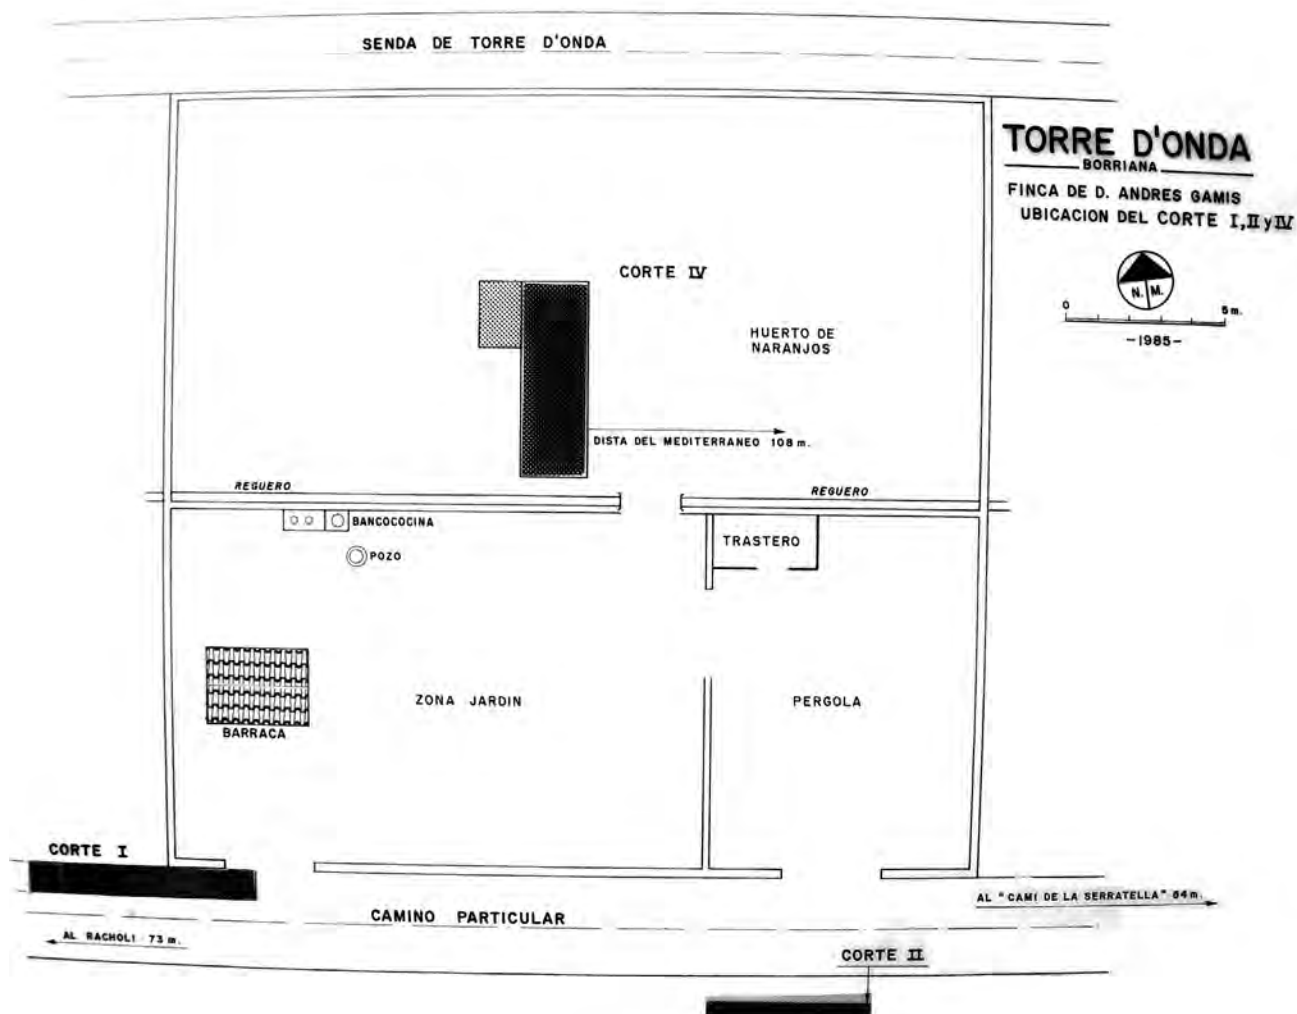 SENDA DE TORRE D'ONDA
TORRE D'ONDA
BORRIANA
FINCA DE D. ANDRES GAMIS
UBICACION DEL CORTE I, II y IV
N. M.
0 5m.
-1985-
CORTE IV
HUERTO DE
NARANJOS
DISTA DEL MEDITERRANEO 108 m.
REGUERO
REGUERO
BANCOCOCINA
POZO
TRASTERO
ZONA JARDIN
PERGOLA
BARRACA
CORTE I
CAMINO PARTICULAR
AL "CAMI DE LA SERRATELLA" 64m.
AL RACHOLI 73 m.
CORTE II